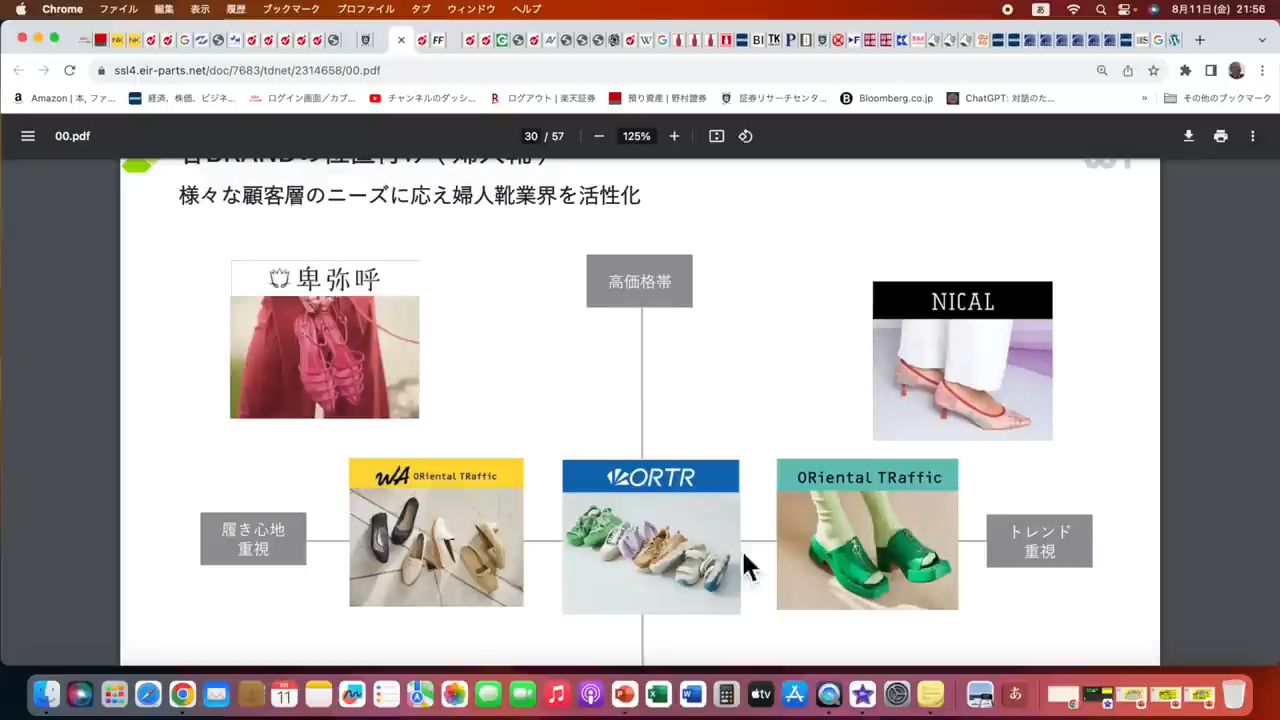 Chrome ファイル 編集 表示 履歴 ブックマーク プロファイル タブ ウィンドウ ヘルプ
あ 8月11日(金) 21:56
ssl4.eir-parts.net/doc/7683/tdnet/2314658/00.pdf
Amazon | 本, ファ... 経済、株価、ビジネ... ログイン画面／カブ... チャンネルのダッシ... ログアウト | 楽天証券 預り資産 | 野村證券 証券リサーチセンタ... Bloomberg.co.jp ChatGPT: 対話のた... » その他のブックマーク
00.pdf 30 / 57 125%
様々な顧客層のニーズに応え婦人靴業界を活性化
卑弥呼
高価格帯
NICAL
WA ORiental TRaffic
ORTR
ORiental TRaffic
履き心地
重視
トレンド
重視